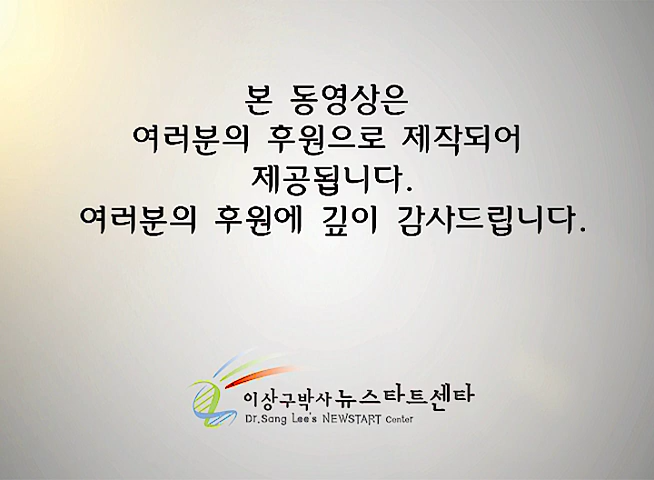 본 동영상은
여러분의 후원으로 제작되어
제공됩니다.
여러분의 후원에 깊이 감사드립니다.
이상구박사 뉴스타트센타
Dr.Sang Lee's NEWSTART Center